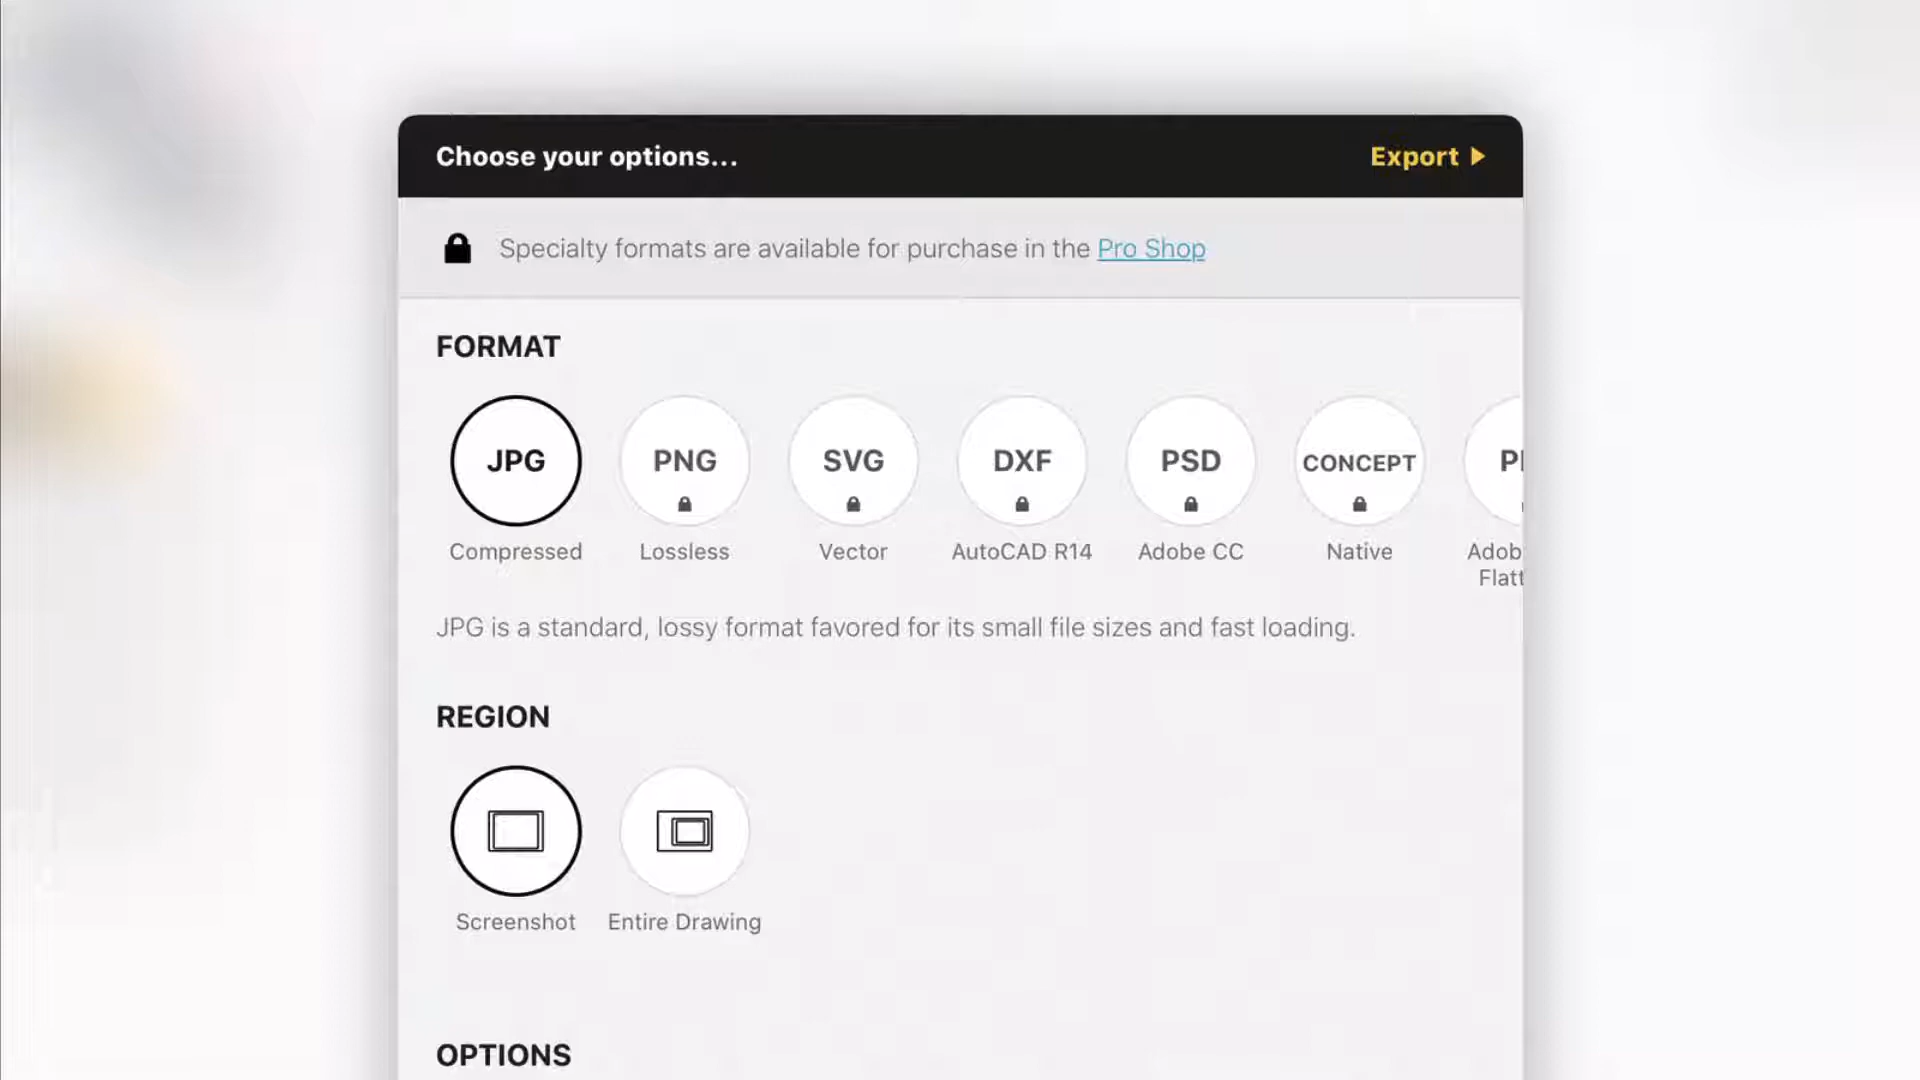 Choose your options...
Export
Specialty formats are available for purchase in the Pro Shop
FORMAT
JPG
PNG
SVG
DXF
PSD
CONCEPT
Compressed
Lossless
Vector
AutoCAD R14
Adobe CC
Native
JPG is a standard, lossy format favored for its small file sizes and fast loading.
REGION
Screenshot
Entire Drawing
OPTIONS